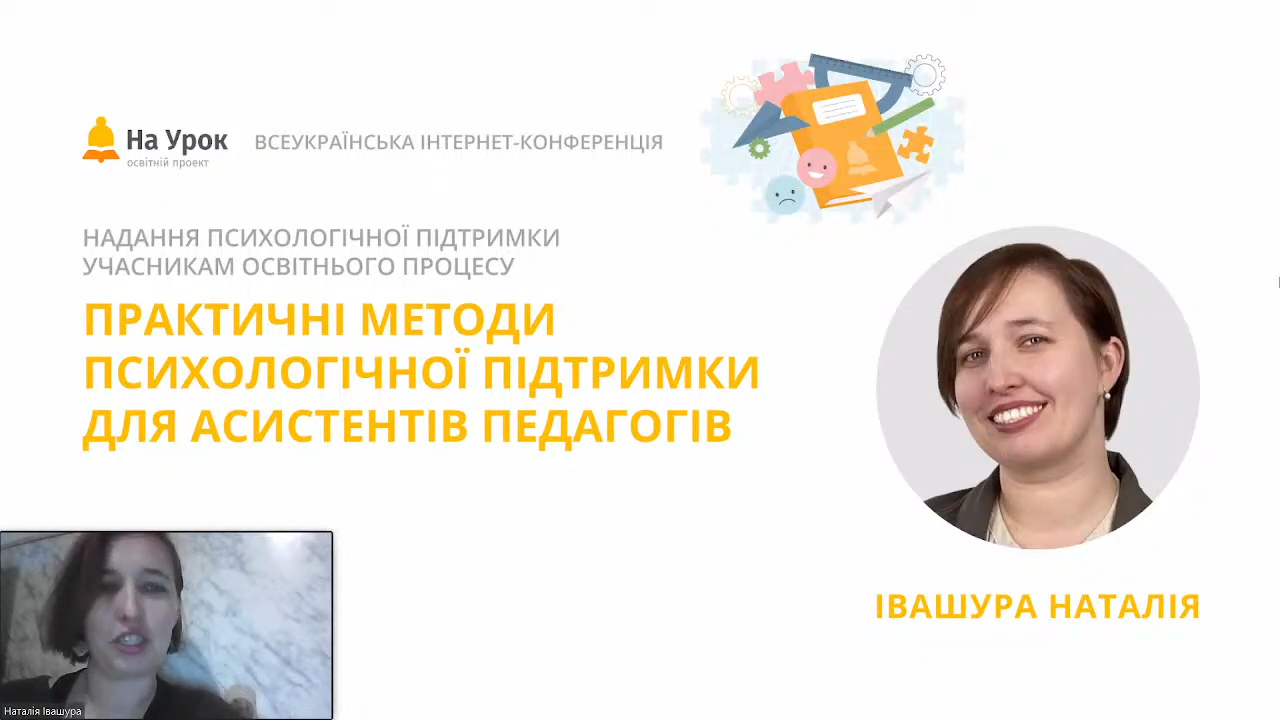 На Урок
освітній проект
ВСЕУКРАЇНСЬКА ІНТЕРНЕТ-КОНФЕРЕНЦІЯ
НАДАННЯ ПСИХОЛОГІЧНОЇ ПІДТРИМКИ
УЧАСНИКАМ ОСВІТНЬОГО ПРОЦЕСУ
ПРАКТИЧНІ МЕТОДИ
ПСИХОЛОГІЧНОЇ ПІДТРИМКИ
ДЛЯ АСИСТЕНТІВ ПЕДАГОГІВ
ІВАШУРА НАТАЛІЯ
Наталія Івашура